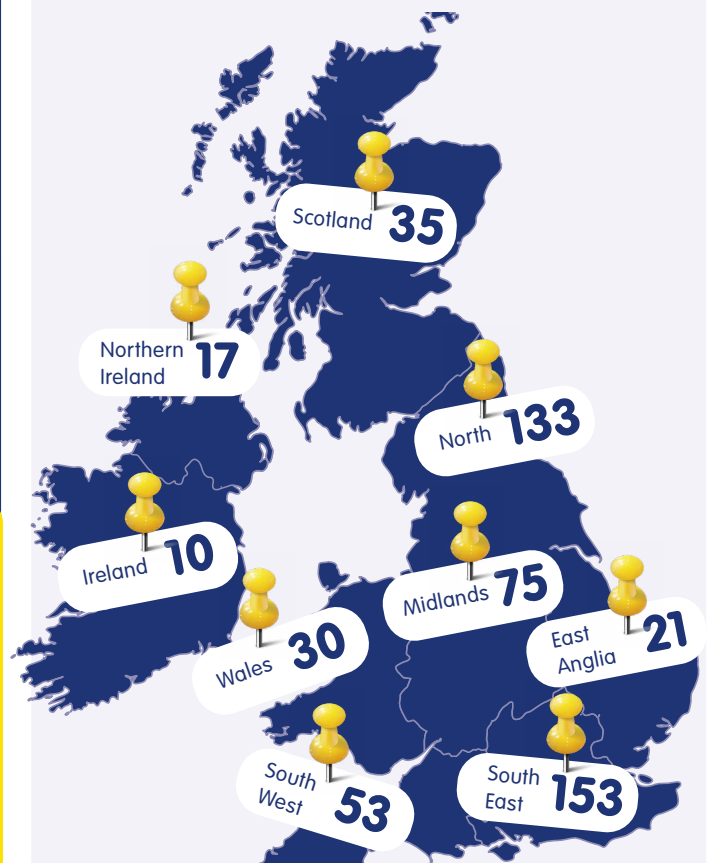 Scotland 35
Northern
Ireland 17
North 133
Ireland 10
Midlands 75
East
Anglia 21
Wales 30
South
West 53
South
East 153